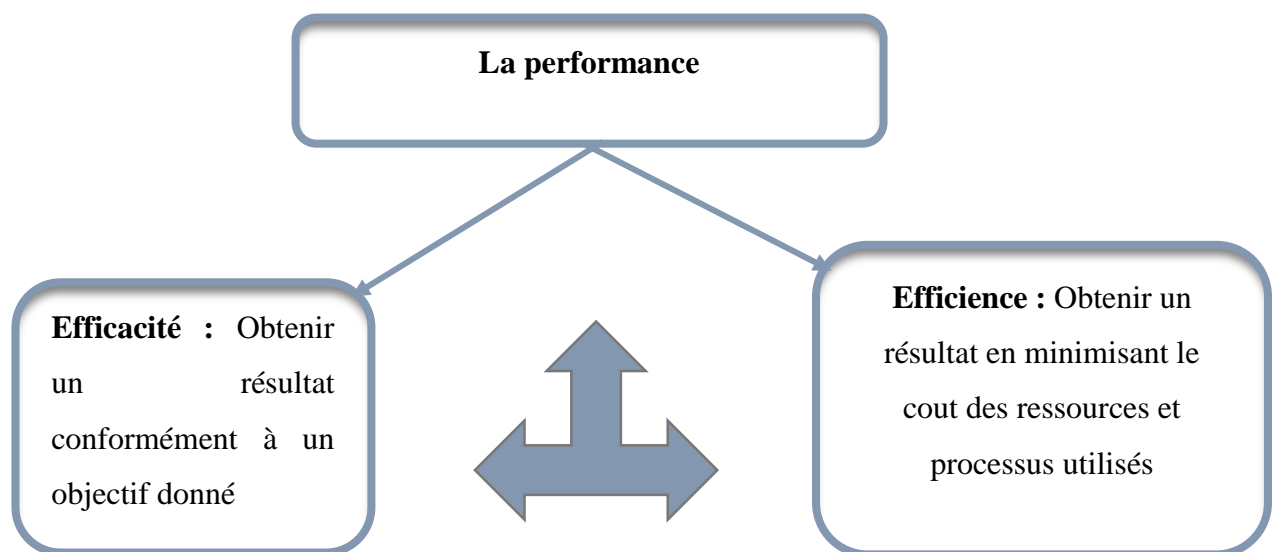 La performance
Efficacité : Obtenir
un résultat
conformément à un
objectif donné
Efficience : Obtenir un
résultat en minimisant le
cout des ressources et
processus utilisés